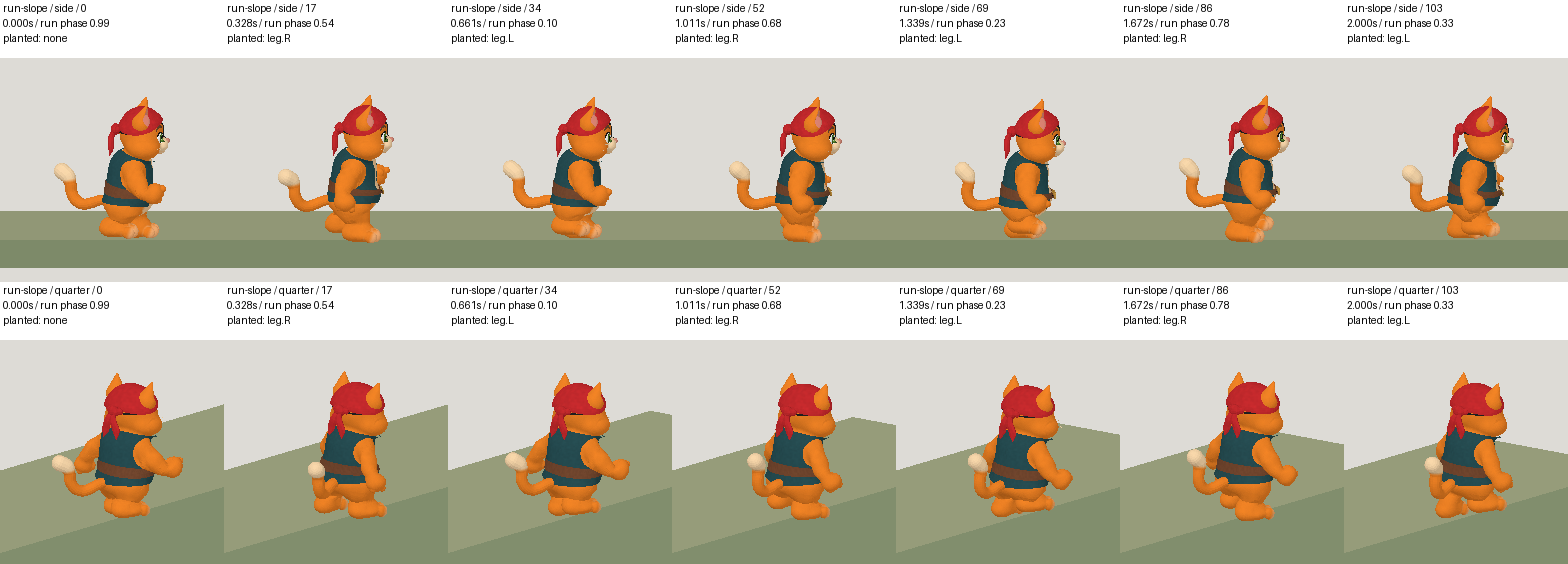 run-slope / side / 0
0.000s / run phase 0.99
planted: none
run-slope / side / 17
0.328s / run phase 0.54
planted: leg.R
run-slope / side / 34
0.661s / run phase 0.10
planted: leg.L
run-slope / side / 52
1.011s / run phase 0.68
planted: leg.R
run-slope / side / 69
1.339s / run phase 0.23
planted: leg.L
run-slope / side / 86
1.672s / run phase 0.78
planted: leg.R
run-slope / side / 103
2.000s / run phase 0.33
planted: leg.L
run-slope / quarter / 0
0.000s / run phase 0.99
planted: none
run-slope / quarter / 17
0.328s / run phase 0.54
planted: leg.R
run-slope / quarter / 34
0.661s / run phase 0.10
planted: leg.L
run-slope / quarter / 52
1.011s / run phase 0.68
planted: leg.R
run-slope / quarter / 69
1.339s / run phase 0.23
planted: leg.L
run-slope / quarter / 86
1.672s / run phase 0.78
planted: leg.R
run-slope / quarter / 103
2.000s / run phase 0.33
planted: leg.L